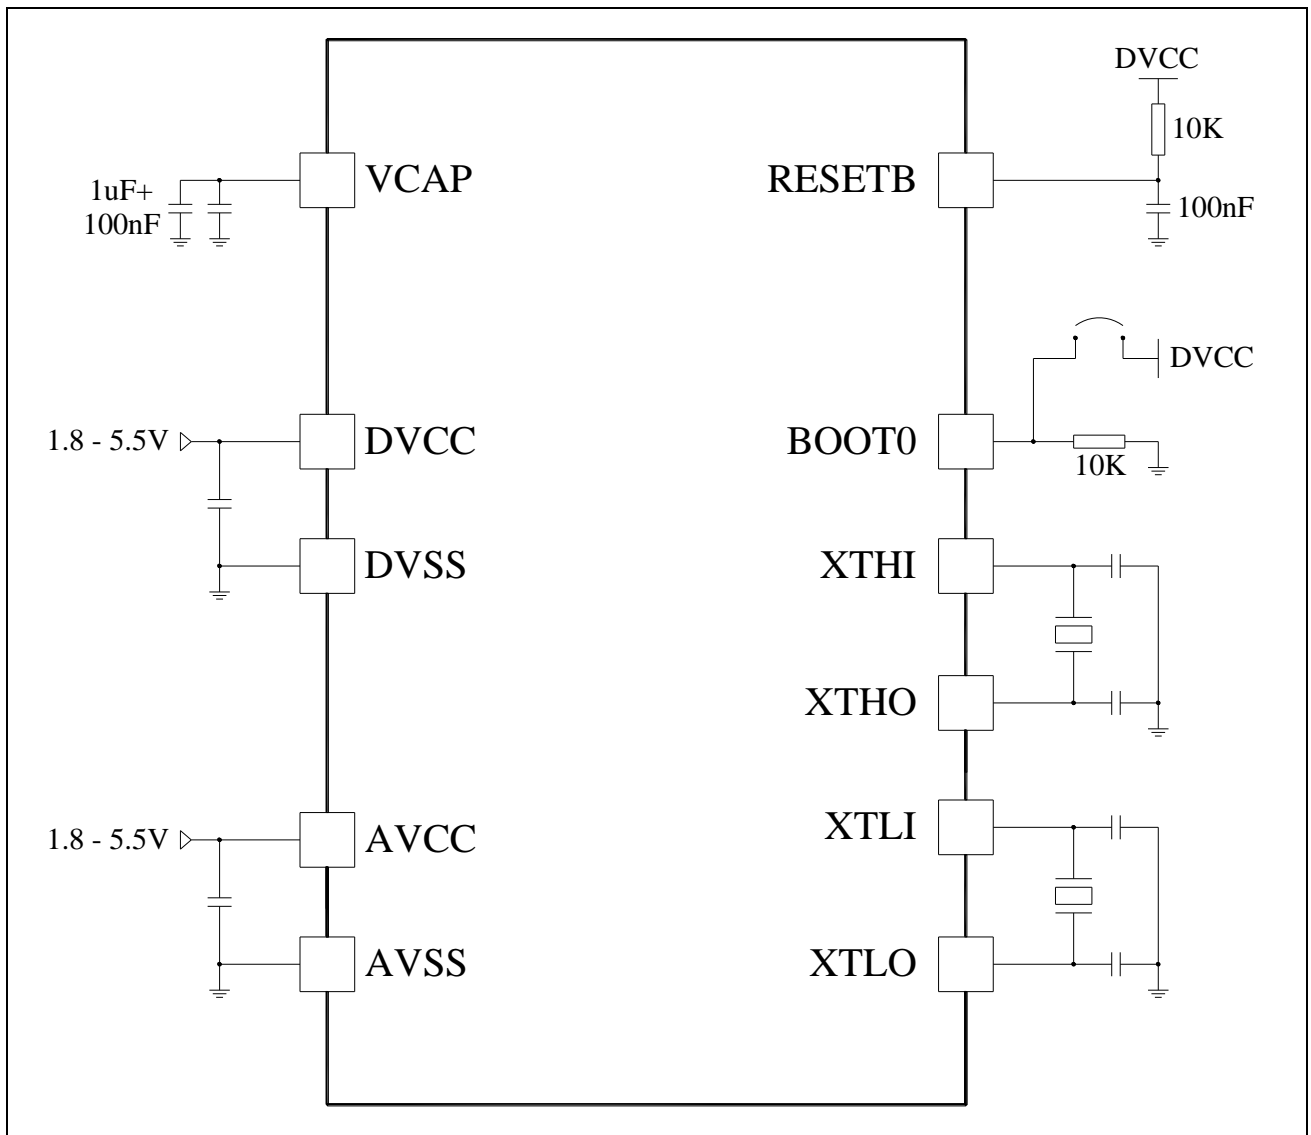 DVCC
10K
VCAP
RESETB
1uF+
100nF
100nF
DVCC
1.8 - 5.5V
DVCC
BOOT0
10K
DVSS
XTHI
XTHO
1.8 - 5.5V
AVCC
XTLI
AVSS
XTLO